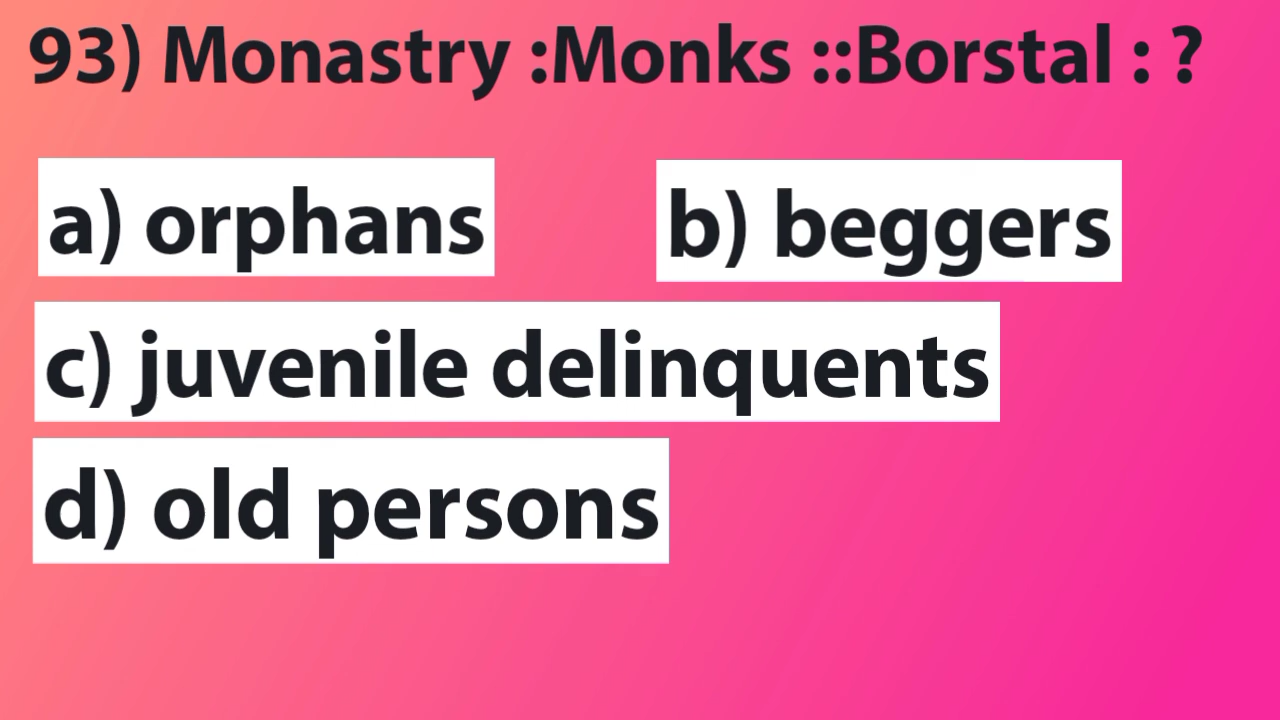 93) Monastry :Monks ::Borstal : ?
a) orphans
b) beggers
c) juvenile delinquents
d) old persons